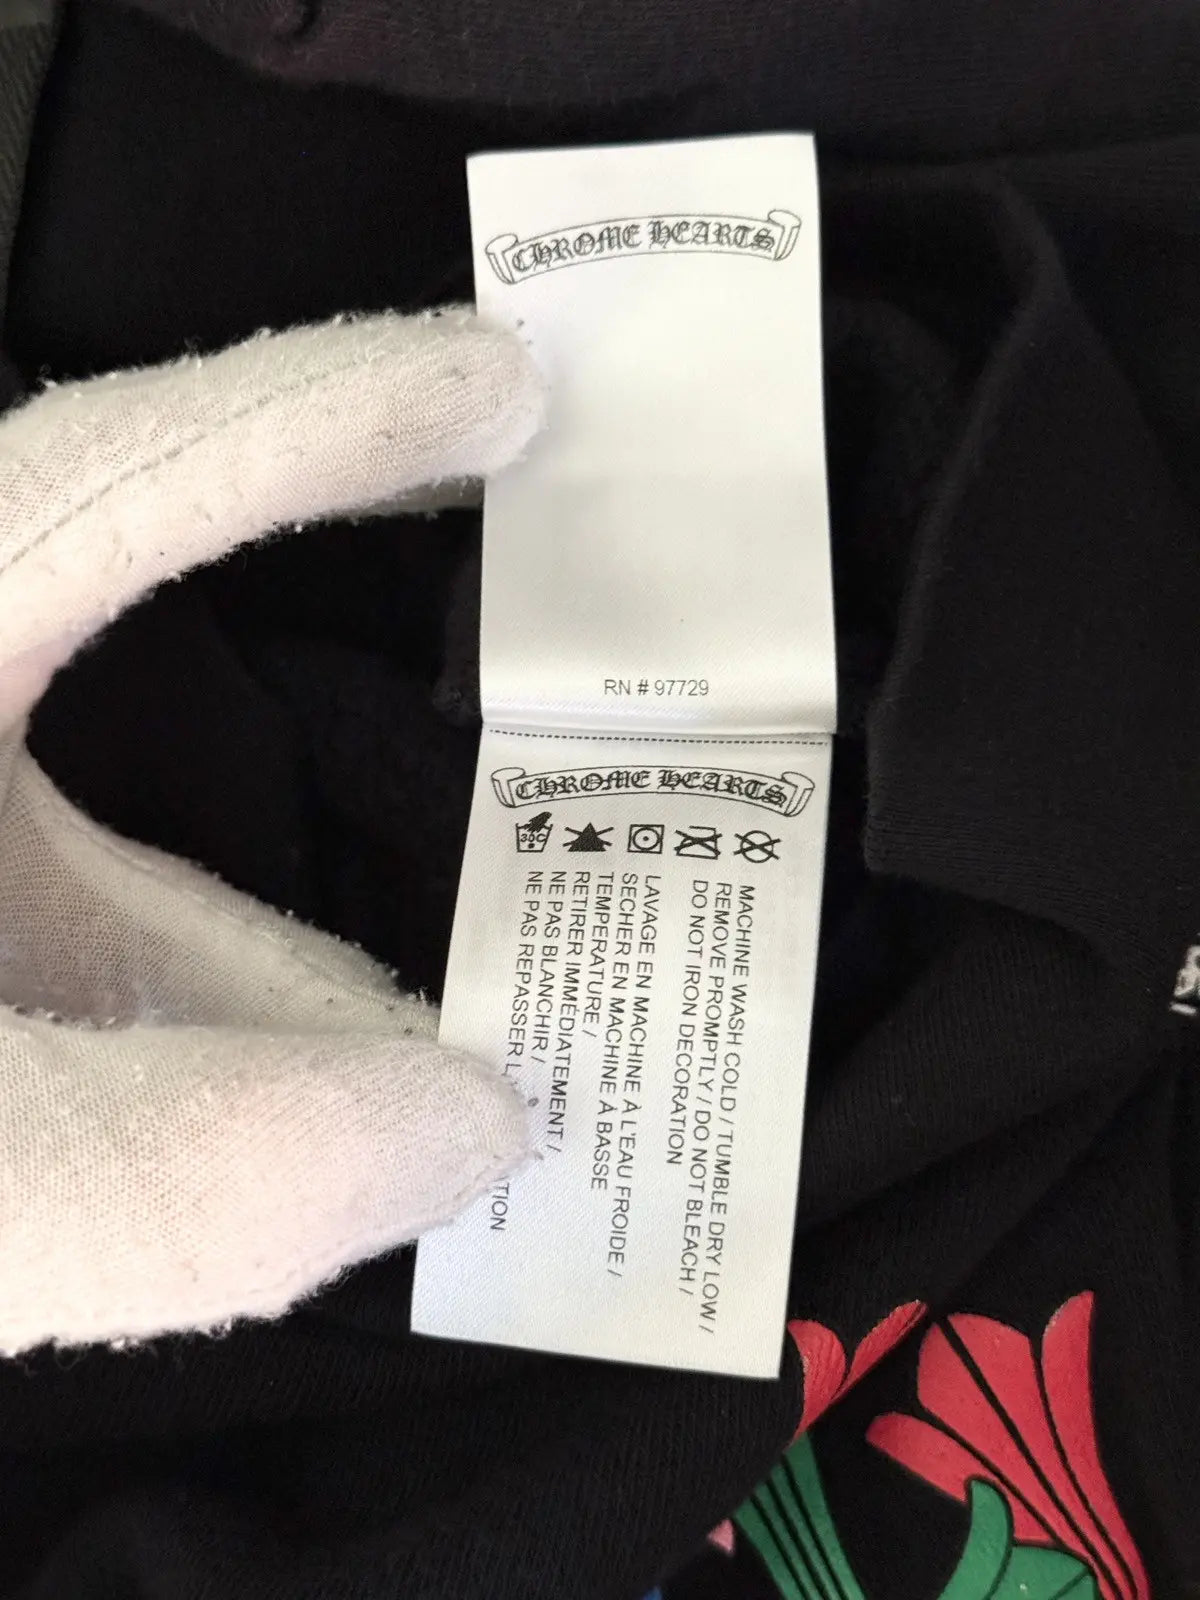 CHROME HEARTS
RN # 97729
CHROME HEARTS
30C
MACHINE WASH COLD / TUMBLE DRY LOW /
REMOVE PROMPTLY / DO NOT BLEACH /
DO NOT IRON DECORATION
LAVAGE EN MACHINE À L'EAU FROIDE /
SECHER EN MACHINE À BASSE
TEMPERATURE /
RETIRER IMMÉDIATEMENT /
NE PAS BLANCHIR /
NE PAS REPASSER